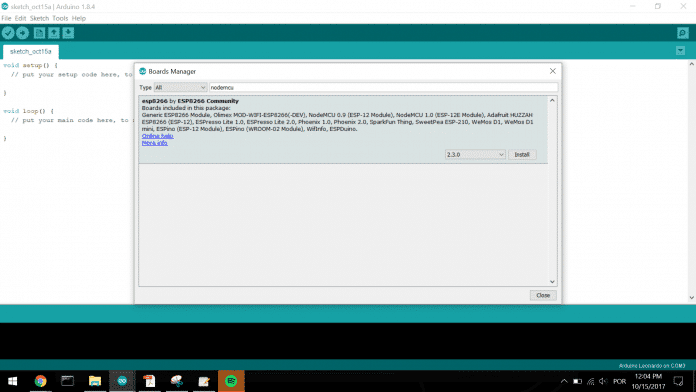 sketch_oct15a | Arduino 1.8.4
File Edit Sketch Tools Help
sketch_oct15a
void setup() {
// put your setup code here, to
}
void loop() {
// put your main code here, to
}
Boards Manager
Type All nodemcu
esp8266 by ESP8266 Community
Boards included in this package:
Generic ESP8266 Module, Olimex MOD-WIFI-ESP8266(-DEV), NodeMCU 0.9 (ESP-12 Module), NodeMCU 1.0 (ESP-12E Module), Adafruit HUZZAH
ESP8266 (ESP-12), ESPresso Lite 1.0, ESPresso Lite 2.0, Phoenix 1.0, Phoenix 2.0, SparkFun Thing, SweetPea ESP-210, WeMos D1, WeMos D1
mini, ESPino (ESP-12 Module), ESPino (WROOM-02 Module), WifInfo, ESPDuino.
Online help
More info
2.3.0 Install
Close
Arduino Leonardo on COM3
POR
12:04 PM
10/15/2017